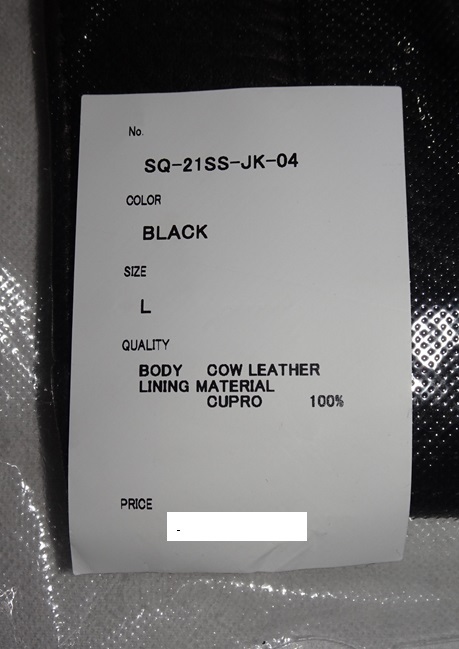 No.
SQ-21SS-JK-04
COLOR
BLACK
SIZE
L
QUALITY
BODY COW LEATHER
LINING MATERIAL
CUPRO 100%
PRICE
-